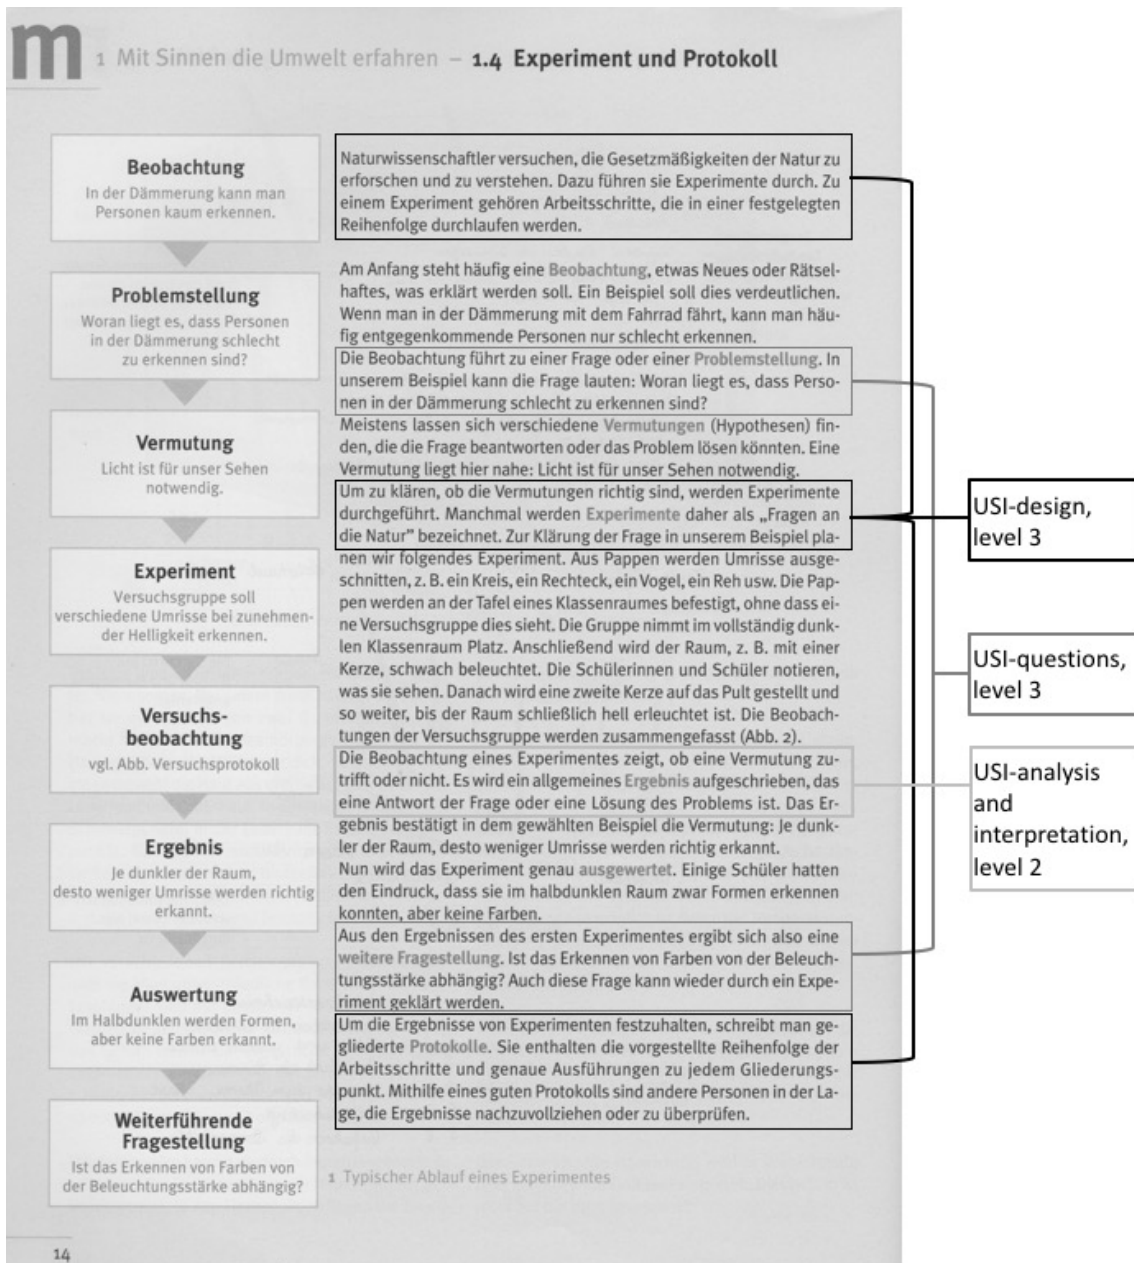 m 1 Mit Sinnen die Umwelt erfahren – 1.4 Experiment und Protokoll
Beobachtung
In der Dämmerung kann man
Personen kaum erkennen.
Problemstellung
Woran liegt es, dass Personen
in der Dämmerung schlecht
zu erkennen sind?
Vermutung
Licht ist für unser Sehen
notwendig.
Experiment
Versuchsgruppe soll
verschiedene Umrisse bei zunehmen-
der Helligkeit erkennen.
Versuchs-
beobachtung
vgl. Abb. Versuchsprotokoll
Ergebnis
Je dunkler der Raum,
desto weniger Umrisse werden richtig
erkannt.
Auswertung
Im Halbdunklen werden Formen,
aber keine Farben erkannt.
Weiterführende
Fragestellung
Ist das Erkennen von Farben von
der Beleuchtungsstärke abhängig?
Naturwissenschaftler versuchen, die Gesetzmäßigkeiten der Natur zu
erforschen und zu verstehen. Dazu führen sie Experimente durch. Zu
einem Experiment gehören Arbeitsschritte, die in einer festgelegten
Reihenfolge durchlaufen werden.
Am Anfang steht häufig eine Beobachtung, etwas Neues oder Rätsel-
haftes, was erklärt werden soll. Ein Beispiel soll dies verdeutlichen.
Wenn man in der Dämmerung mit dem Fahrrad fährt, kann man häu-
fig entgegenkommende Personen nur schlecht erkennen.
Die Beobachtung führt zu einer Frage oder einer Problemstellung. In
unserem Beispiel kann die Frage lauten: Woran liegt es, dass Perso-
nen in der Dämmerung schlecht zu erkennen sind?
Meistens lassen sich verschiedene Vermutungen (Hypothesen) fin-
den, die die Frage beantworten oder das Problem lösen könnten. Eine
Vermutung liegt hier nahe: Licht ist für unser Sehen notwendig.
Um zu klären, ob die Vermutungen richtig sind, werden Experimente
durchgeführt. Manchmal werden Experimente daher als „Fragen an
die Natur” bezeichnet. Zur Klärung der Frage in unserem Beispiel pla-
nen wir folgendes Experiment. Aus Pappen werden Umrisse ausge-
schnitten, z. B. ein Kreis, ein Rechteck, ein Vogel, ein Reh usw. Die Pap-
pen werden an der Tafel eines Klassenraumes befestigt, ohne dass ei-
ne Versuchsgruppe dies sieht. Die Gruppe nimmt im vollständig dunk-
len Klassenraum Platz. Anschließend wird der Raum, z. B. mit einer
Kerze, schwach beleuchtet. Die Schülerinnen und Schüler notieren,
was sie sehen. Danach wird eine zweite Kerze auf das Pult gestellt und
so weiter, bis der Raum schließlich hell erleuchtet ist. Die Beobach-
tungen der Versuchsgruppe werden zusammengefasst (Abb. 2).
Die Beobachtung eines Experimentes zeigt, ob eine Vermutung zu-
trifft oder nicht. Es wird ein allgemeines Ergebnis aufgeschrieben, das
eine Antwort der Frage oder eine Lösung des Problems ist. Das Er-
gebnis bestätigt in dem gewählten Beispiel die Vermutung: Je dunk-
ler der Raum, desto weniger Umrisse werden richtig erkannt.
Nun wird das Experiment genau ausgewertet. Einige Schüler hatten
den Eindruck, dass sie im halbdunklen Raum zwar Formen erkennen
konnten, aber keine Farben.
Aus den Ergebnissen des ersten Experimentes ergibt sich also eine
weitere Fragestellung. Ist das Erkennen von Farben von der Beleuch-
tungsstärke abhängig? Auch diese Frage kann wieder durch ein Expe-
riment geklärt werden.
Um die Ergebnisse von Experimenten festzuhalten, schreibt man ge-
gliederte Protokolle. Sie enthalten die vorgestellte Reihenfolge der
Arbeitsschritte und genaue Ausführungen zu jedem Gliederungs-
punkt. Mithilfe eines guten Protokolls sind andere Personen in der La-
ge, die Ergebnisse nachzuvollziehen oder zu überprüfen.
1 Typischer Ablauf eines Experimentes
14
USI-design,
level 3
USI-questions,
level 3
USI-analysis
and
interpretation,
level 2